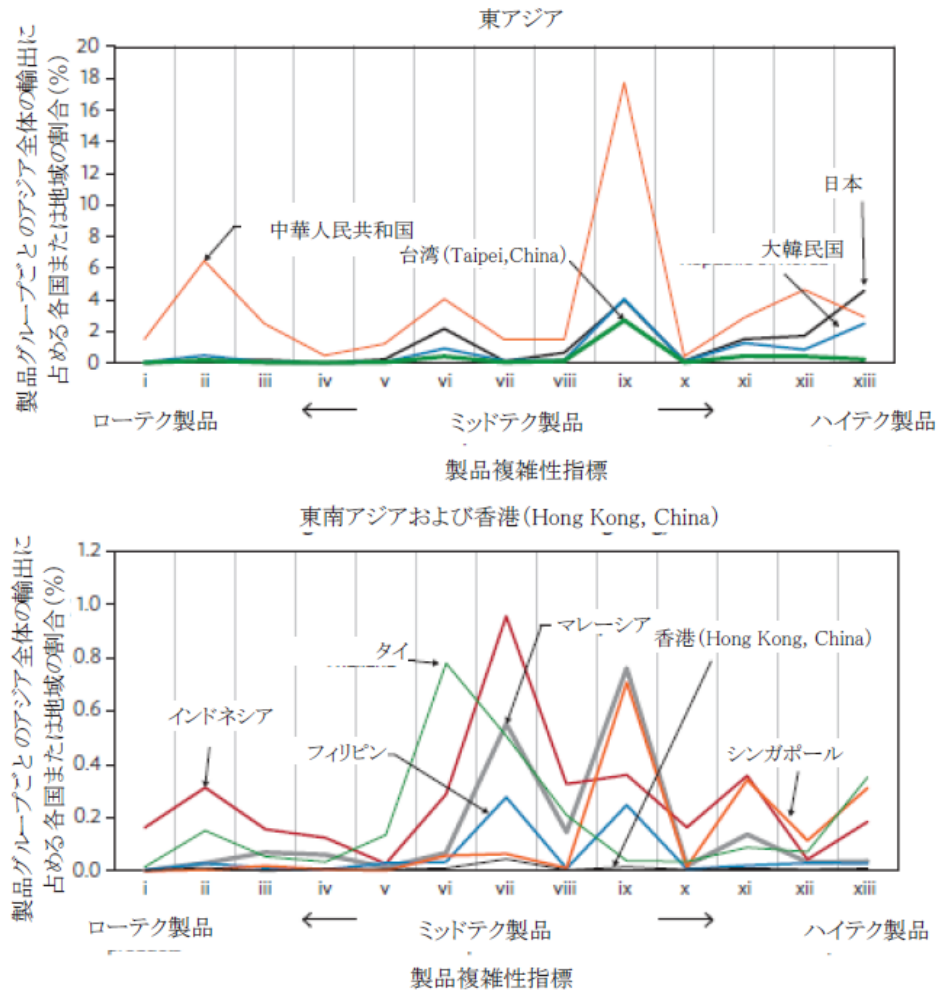 東アジア
製品グループごとのアジア全体の輸出に
占める各国または地域の割合(%)
20
18
16
14
12
10
8
6
4
2
0
中華人民共和国
台湾(Taipei,China)
日本
大韓民国
i ii iii iv v vi vii viii ix x xi xii xiii
ローテク製品 ← ミッドテク製品 → ハイテク製品
製品複雑性指標
東南アジアおよび香港(Hong Kong, China)
製品グループごとのアジア全体の輸出に
占める各国または地域の割合(%)
1.2
1.0
0.8
0.6
0.4
0.2
0.0
インドネシア
タイ
フィリピン
マレーシア
香港(Hong Kong, China)
シンガポール
i ii iii iv v vi vii viii ix x xi xii xiii
ローテク製品 ← ミッドテク製品 → ハイテク製品
製品複雑性指標